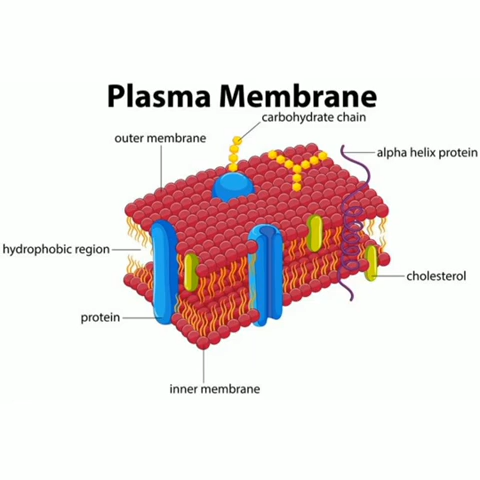 Plasma Membrane
carbohydrate chain
outer membrane
alpha helix protein
hydrophobic region
cholesterol
protein
inner membrane